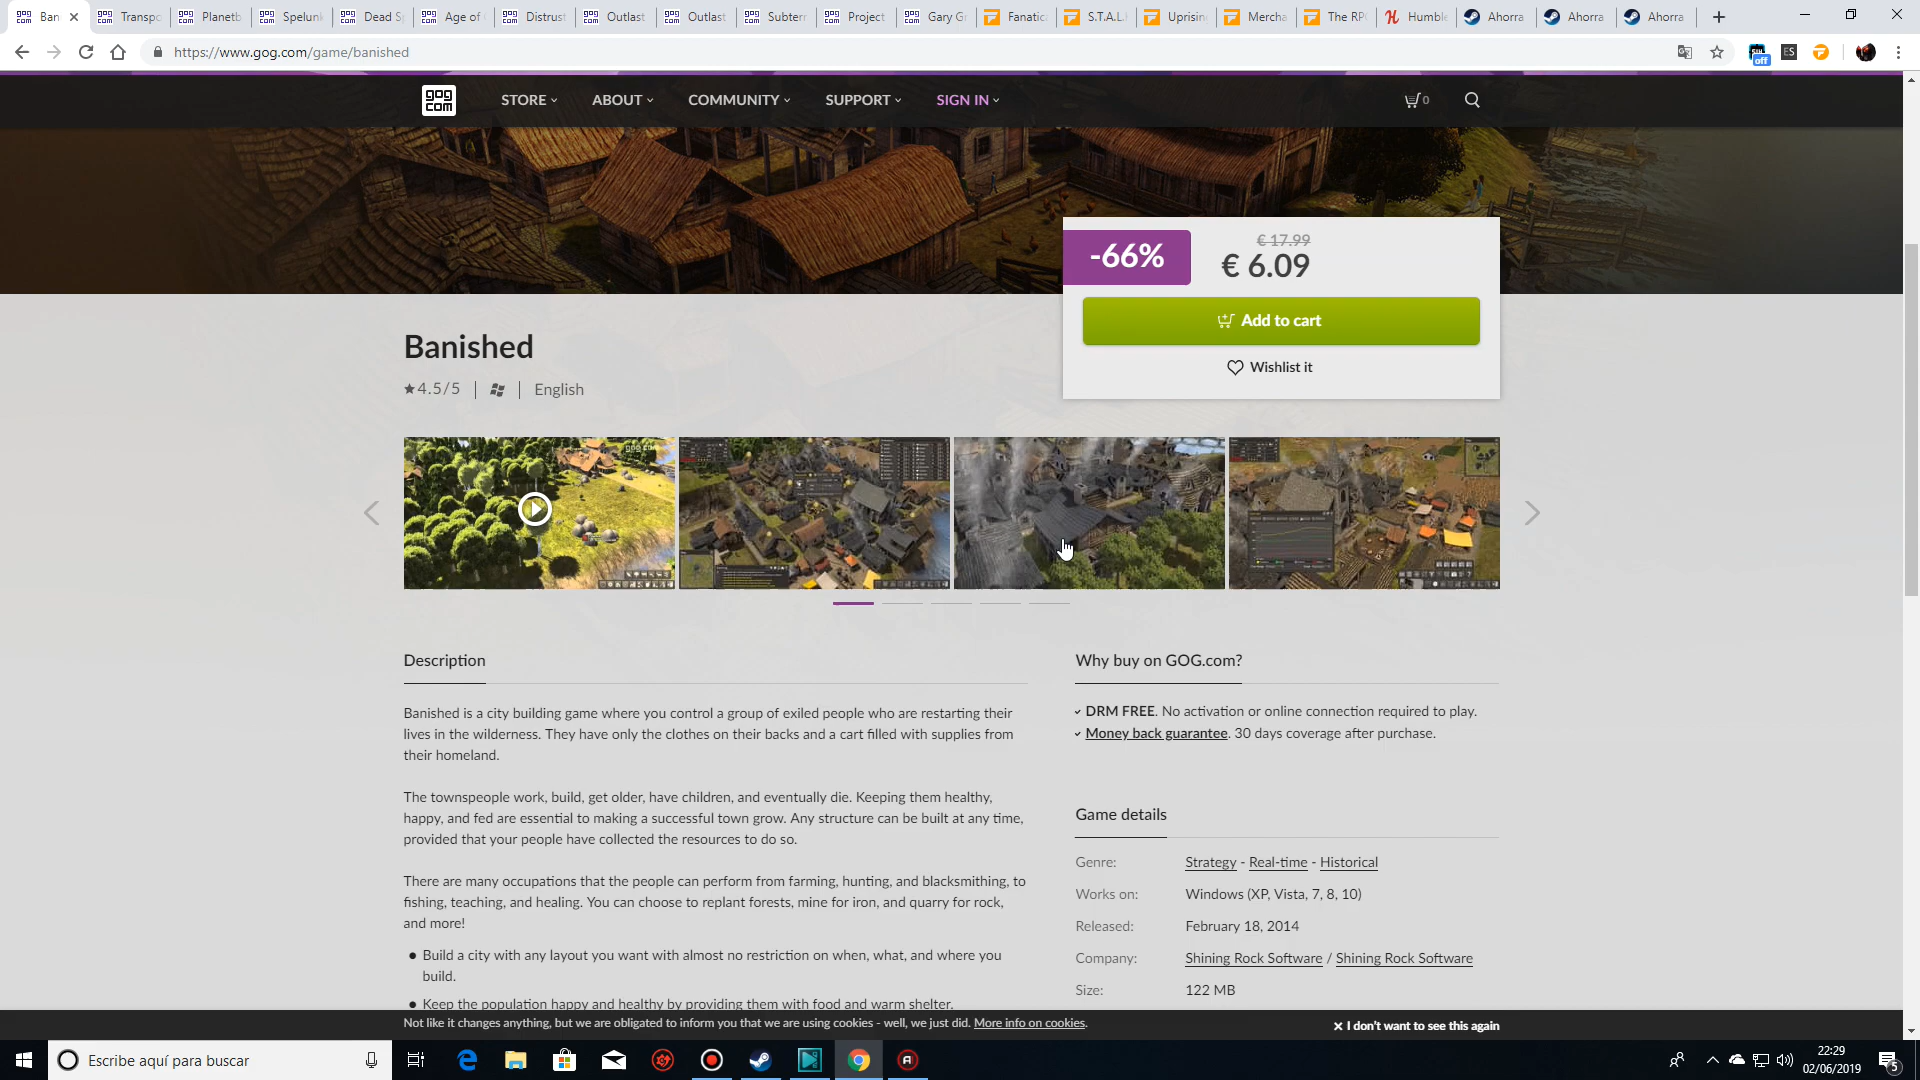 Ban
Transpo
Planetb
Spelunk
Dead S
Age of
Distrust
Outlast
Outlast
Subterr
Project
Gary G
Fanatic
S.T.A.L.
Uprisin
Mercha
The RP
Humble
Ahorra
Ahorra
Ahorra
https://www.gog.com/game/banished
off
ES
gog
com
STORE
ABOUT
COMMUNITY
SUPPORT
SIGN IN
0
-66%
€ 17.99
€ 6.09
Add to cart
Wishlist it
Banished
4.5/5
English
Description
Banished is a city building game where you control a group of exiled people who are restarting their
lives in the wilderness. They have only the clothes on their backs and a cart filled with supplies from
their homeland.
The townspeople work, build, get older, have children, and eventually die. Keeping them healthy,
happy, and fed are essential to making a successful town grow. Any structure can be built at any time,
provided that your people have collected the resources to do so.
There are many occupations that the people can perform from farming, hunting, and blacksmithing, to
fishing, teaching, and healing. You can choose to replant forests, mine for iron, and quarry for rock,
and more!
● Build a city with any layout you want with almost no restriction on when, what, and where you
build.
● Keep the population happy and healthy by providing them with food and warm shelter.
Why buy on GOG.com?
DRM FREE. No activation or online connection required to play.
Money back guarantee. 30 days coverage after purchase.
Game details
Genre: Strategy - Real-time - Historical
Works on: Windows (XP, Vista, 7, 8, 10)
Released: February 18, 2014
Company: Shining Rock Software / Shining Rock Software
Size: 122 MB
Not like it changes anything, but we are obligated to inform you that we are using cookies - well, we just did. More info on cookies.
I don't want to see this again
Escribe aquí para buscar
22:29
02/06/2019
5